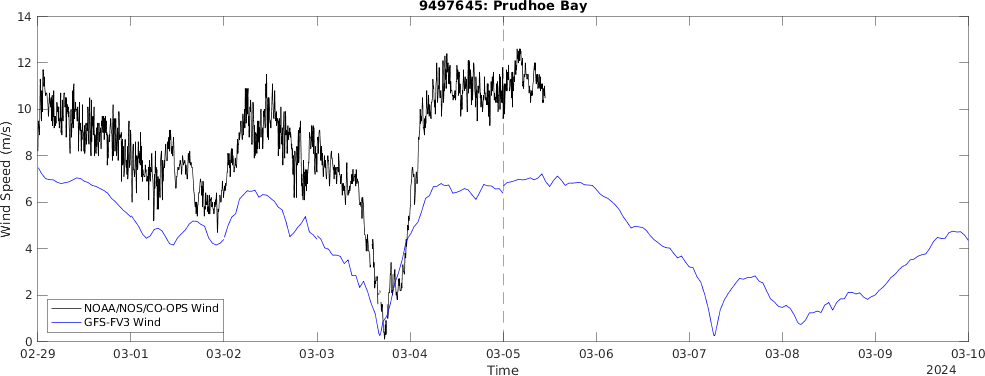 9497645: Prudhoe Bay
Wind Speed (m/s)
14
12
10
8
6
4
2
0
NOAA/NOS/CO-OPS Wind
GFS-FV3 Wind
02-29 03-01 03-02 03-03 03-04 03-05 03-06 03-07 03-08 03-09 03-10
Time
2024